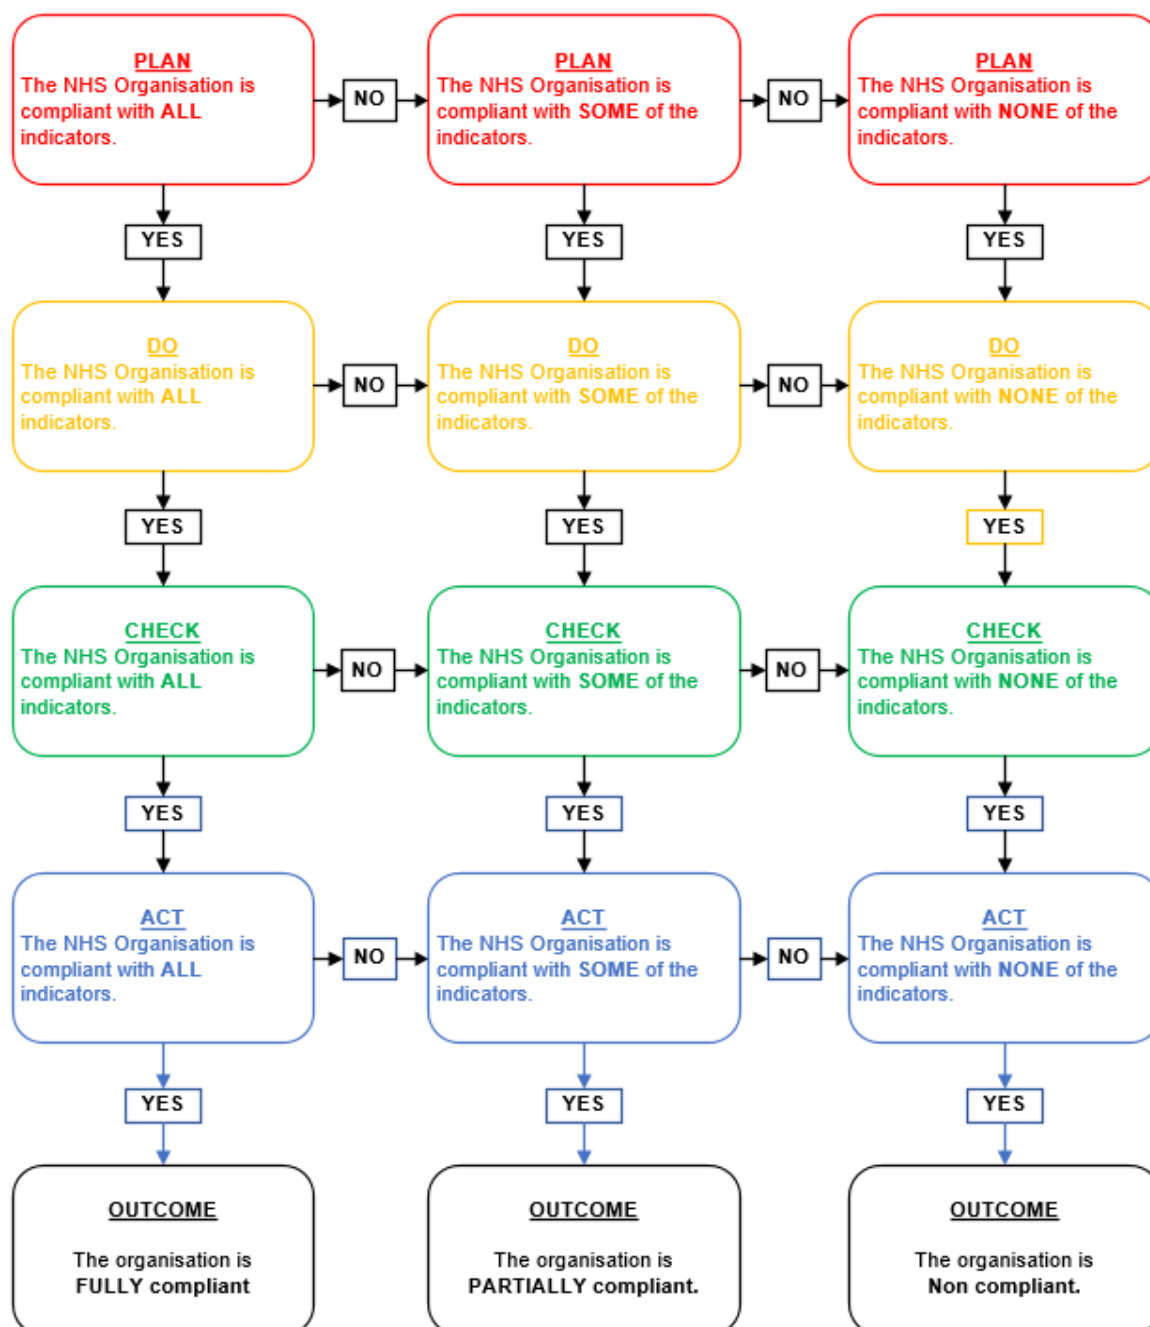 PLAN
The NHS Organisation is
compliant with ALL
indicators.
NO
PLAN
The NHS Organisation is
compliant with SOME of the
indicators.
NO
PLAN
The NHS Organisation is
compliant with NONE of the
indicators.
YES
YES
YES
DO
The NHS Organisation is
compliant with ALL
indicators.
NO
DO
The NHS Organisation is
compliant with SOME of the
indicators.
NO
DO
The NHS Organisation is
compliant with NONE of the
indicators.
YES
YES
YES
CHECK
The NHS Organisation is
compliant with ALL
indicators.
NO
CHECK
The NHS Organisation is
compliant with SOME of the
indicators.
NO
CHECK
The NHS Organisation is
compliant with NONE of the
indicators.
YES
YES
YES
ACT
The NHS Organisation is
compliant with ALL
indicators.
NO
ACT
The NHS Organisation is
compliant with SOME of the
indicators.
NO
ACT
The NHS Organisation is
compliant with NONE of the
indicators.
YES
YES
YES
OUTCOME
The organisation is
FULLY compliant
OUTCOME
The organisation is
PARTIALLY compliant.
OUTCOME
The organisation is
Non compliant.